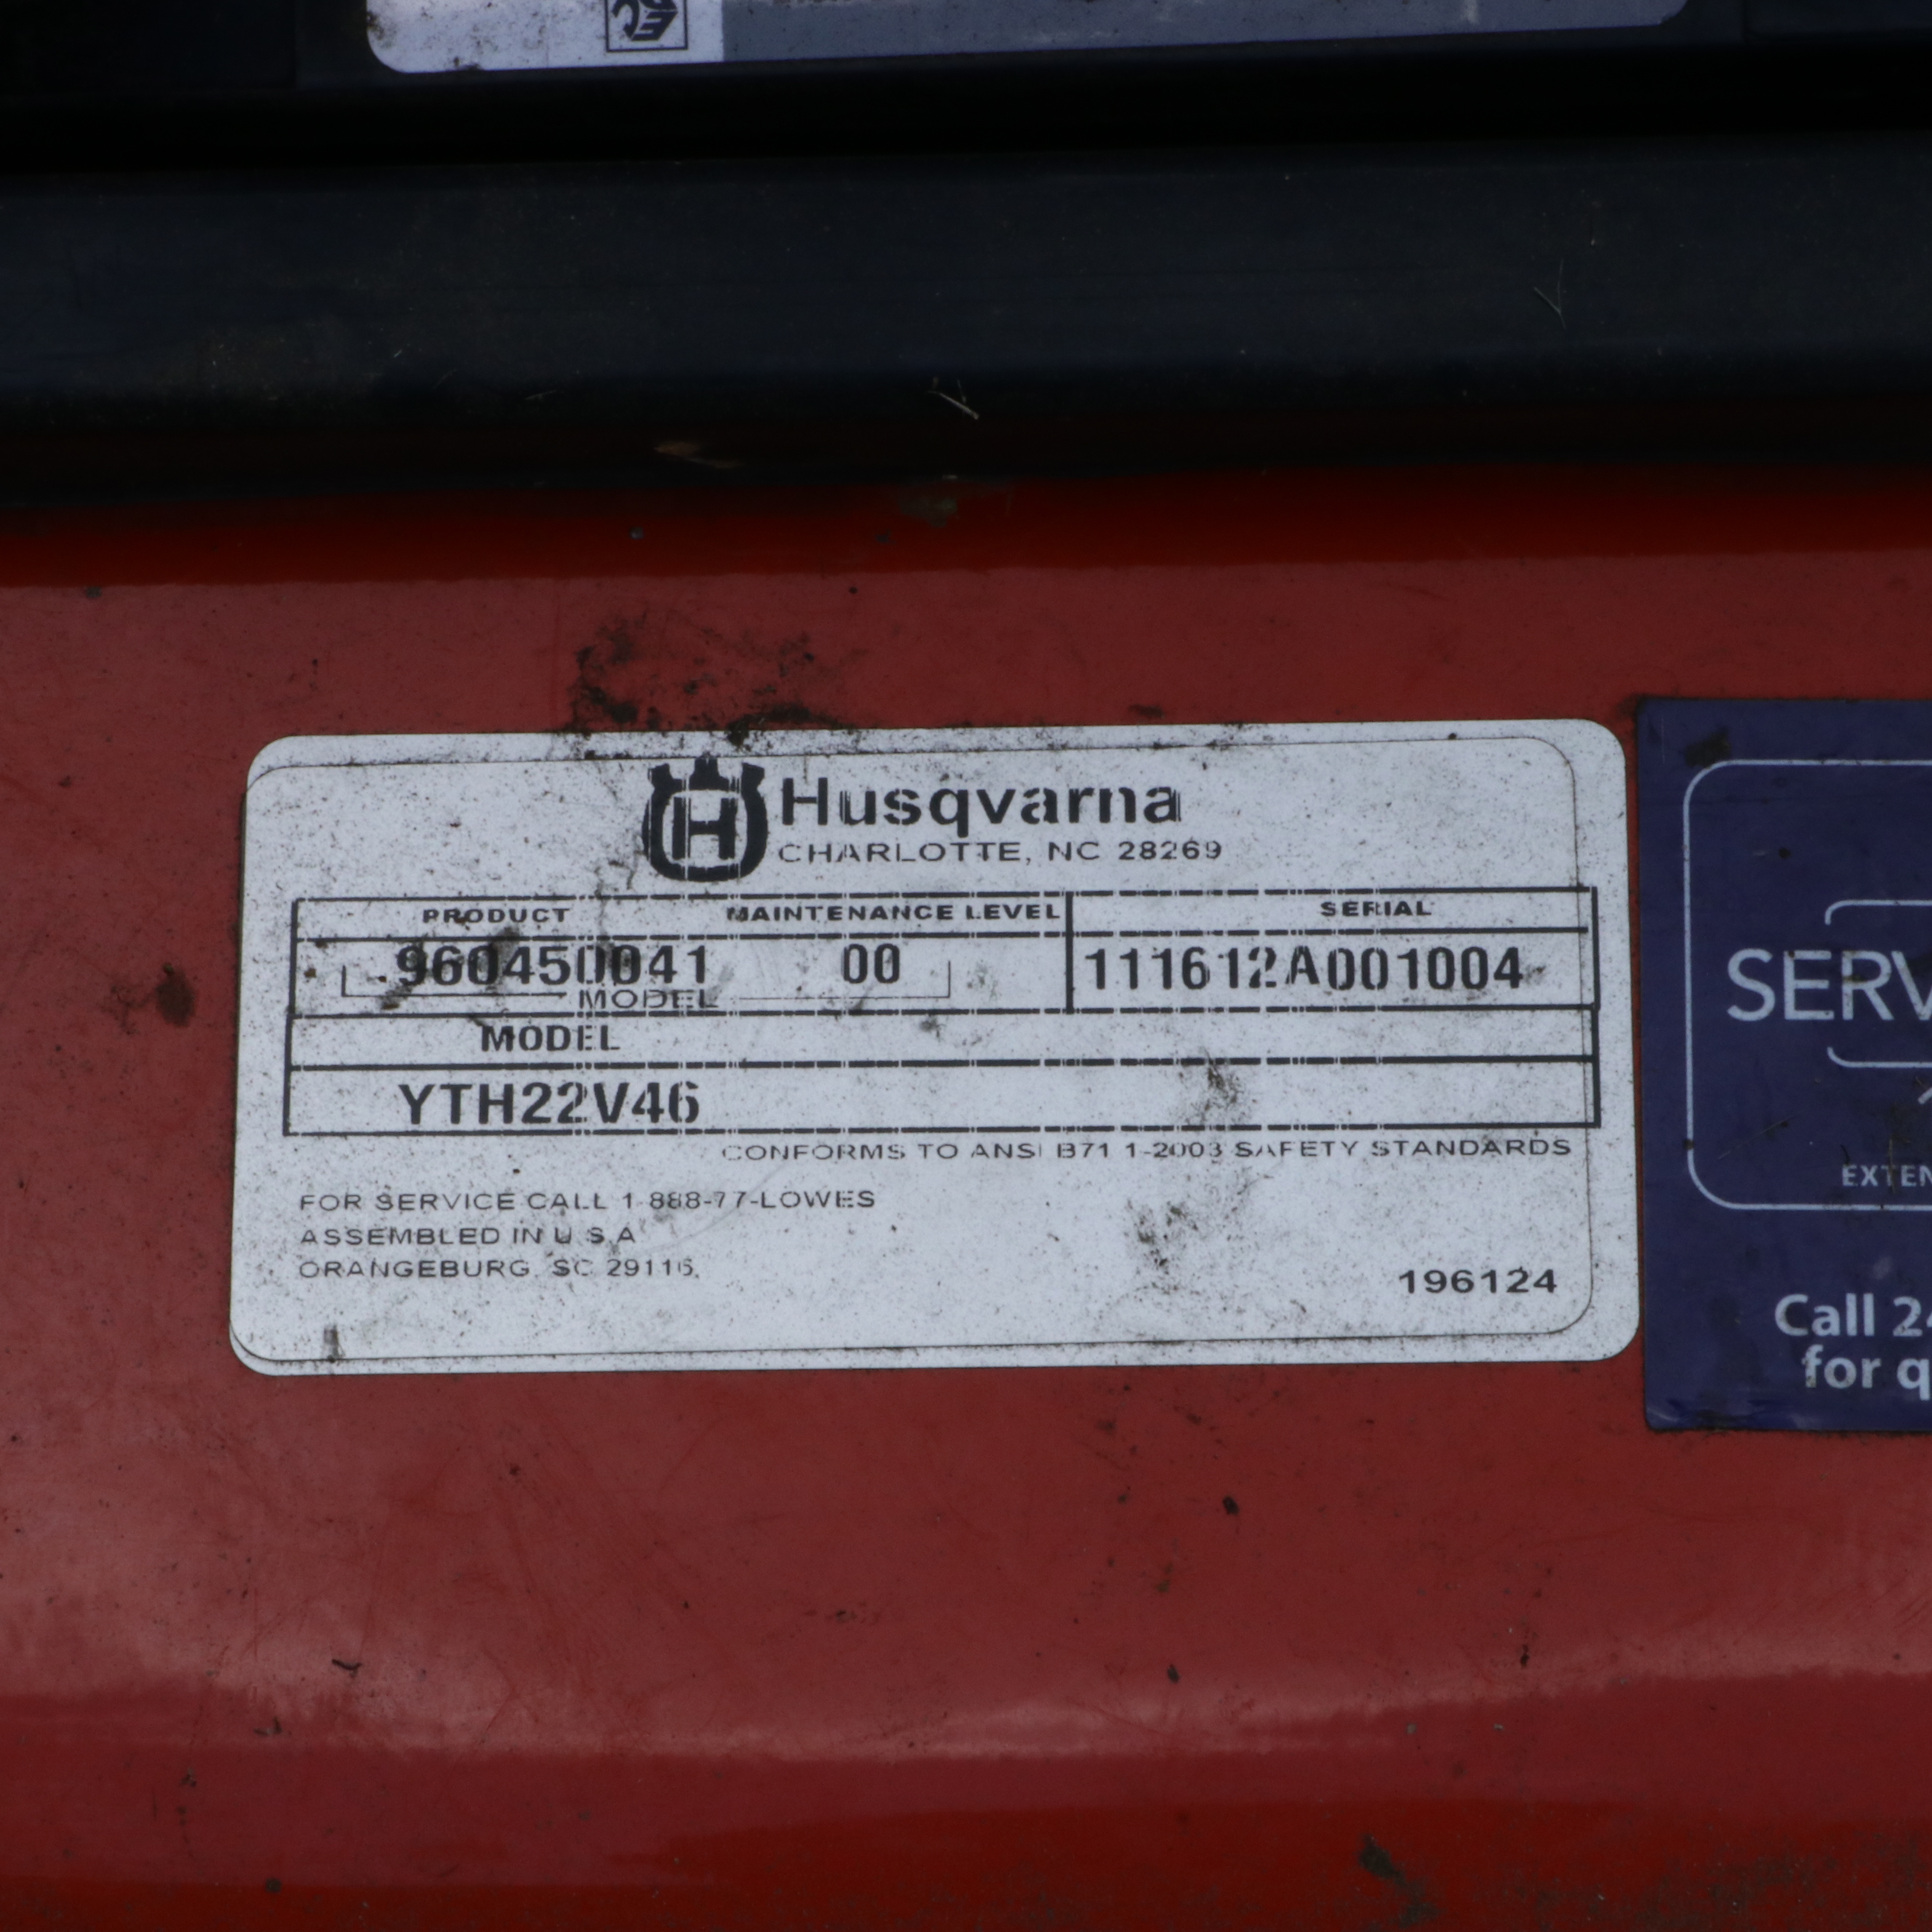 Husqvarna
CHARLOTTE, NC 28269
PRODUCT MAINTENANCE LEVEL SERIAL
960450041 00 111612A001004
MODEL
MODEL
YTH22V46
CONFORMS TO ANSI B71 1-2003 SAFETY STANDARDS
FOR SERVICE CALL 1 888-77-LOWES
ASSEMBLED IN U.S.A
ORANGEBURG, SC 29116,
196124
SERV
EXTEN
Call 24
for q